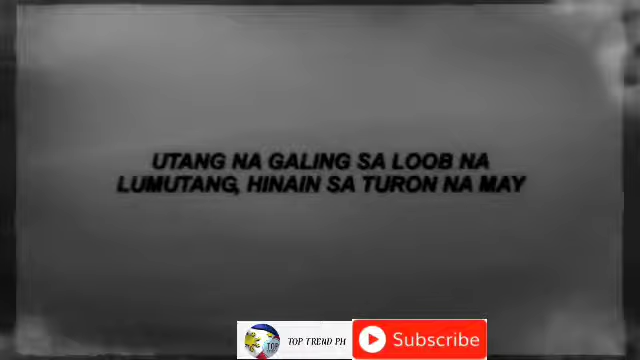 UTANG NA GALING SA LOOB NA
LUMUTANG, HINAIN SA TURON NA MAY
TOP TREND PH
Subscribe